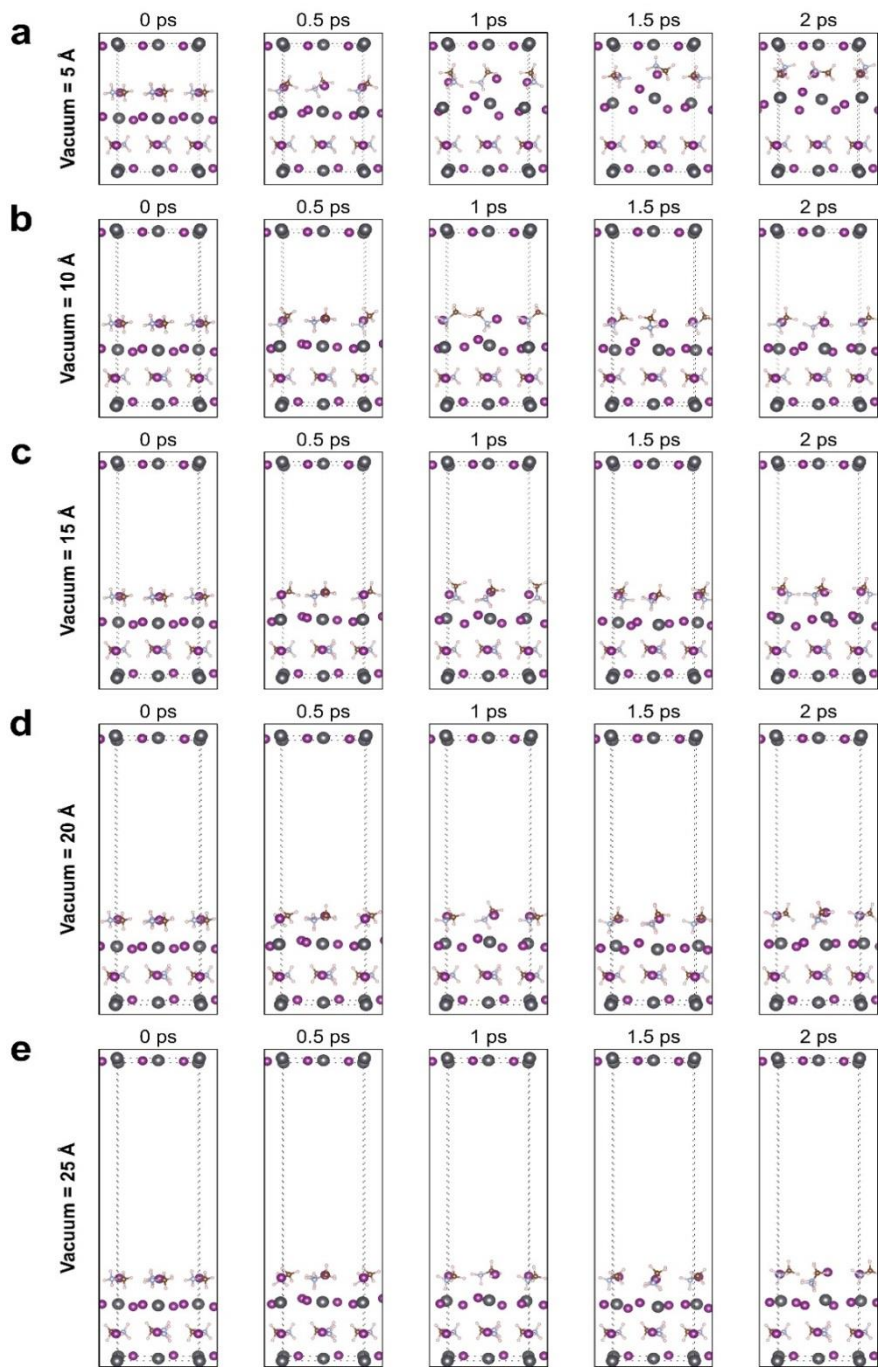 a
Vacuum = 5 Å
0 ps 0.5 ps 1 ps 1.5 ps 2 ps
b
Vacuum = 10 Å
0 ps 0.5 ps 1 ps 1.5 ps 2 ps
c
Vacuum = 15 Å
0 ps 0.5 ps 1 ps 1.5 ps 2 ps
d
Vacuum = 20 Å
0 ps 0.5 ps 1 ps 1.5 ps 2 ps
e
Vacuum = 25 Å
0 ps 0.5 ps 1 ps 1.5 ps 2 ps